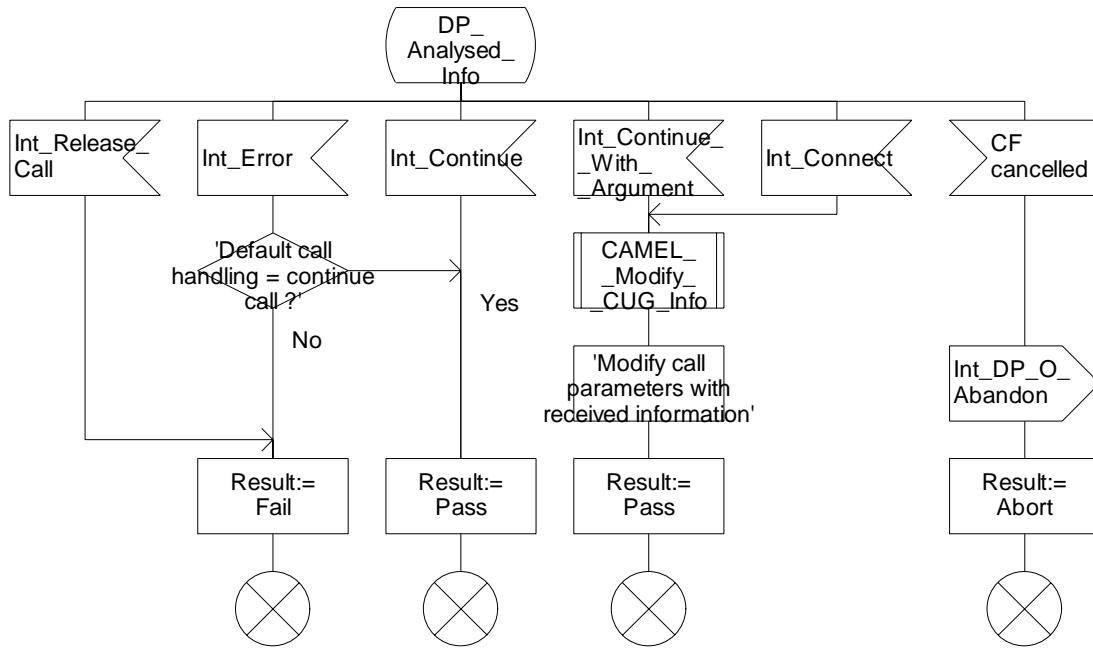 DP_
Analysed_
Info
Int_Release_
Call
Int_Error
Int_Continue
Int_Continue_
_With_
_Argument
Int_Connect
CF
cancelled
'Default call
handling = continue
call ?'
Yes
No
CAMEL_
_Modify_
_CUG_Info
'Modify call
parameters with
received information'
Int_DP_O_
Abandon
Result:=
Fail
Result:=
Pass
Result:=
Pass
Result:=
Abort